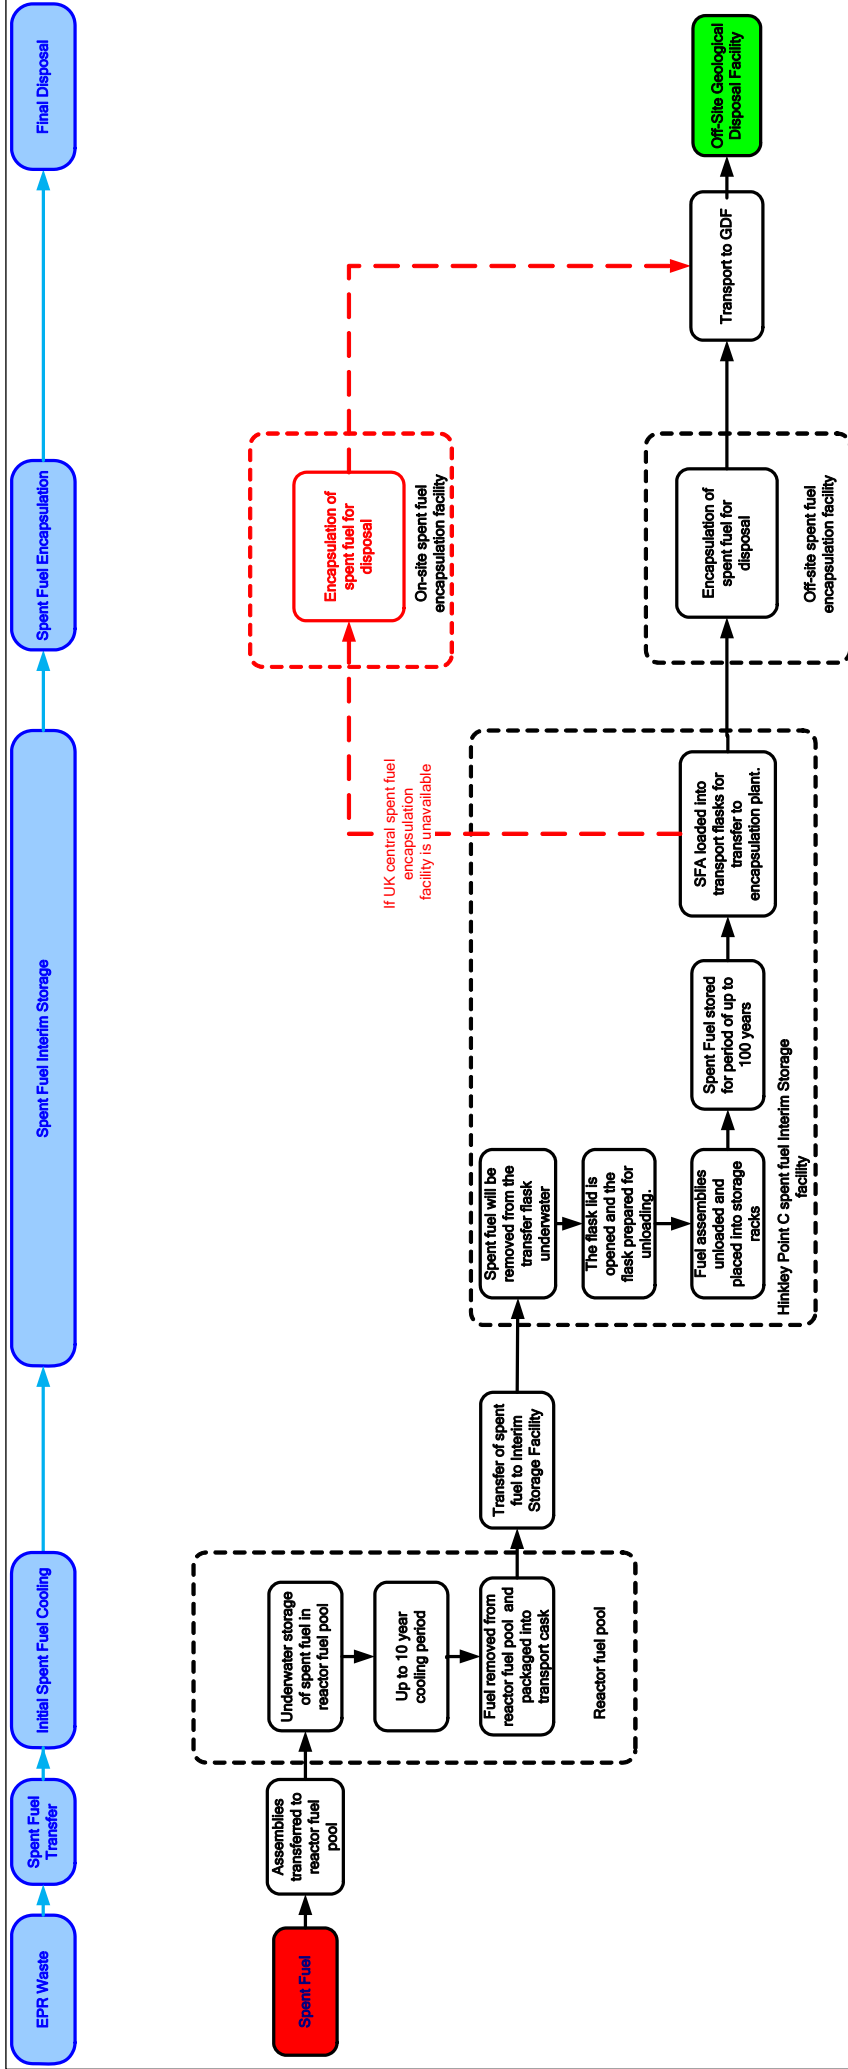 EPR Waste
Spent Fuel
Transfer
Initial Spent Fuel Cooling
Spent Fuel Interim Storage
Spent Fuel Encapsulation
Final Disposal
Spent Fuel
Assemblies
transferred to
reactor fuel
pool
Underwater storage
of spent fuel in
reactor fuel pool
Up to 10 year
cooling period
Fuel removed from
reactor fuel pool and
packaged into
transport cask
Reactor fuel pool
Transfer of spent
fuel to Interim
Storage Facility
Spent fuel will be
removed from the
transfer flask
underwater
The flask lid is
opened and the
flask prepared for
unloading.
Fuel assemblies
unloaded and
placed into storage
racks
Spent Fuel stored
for period of up to
100 years
SFA loaded into
transport flasks for
transfer to
encapsulation plant.
Hinkley Point C spent fuel Interim Storage
facility
If UK central spent fuel
encapsulation
facility is unavailable
Encapsulation of
spent fuel for
disposal
On-site spent fuel
encapsulation facility
Encapsulation of
spent fuel for
disposal
Off-site spent fuel
encapsulation facility
Transport to GDF
Off-Site Geological
Disposal Facility